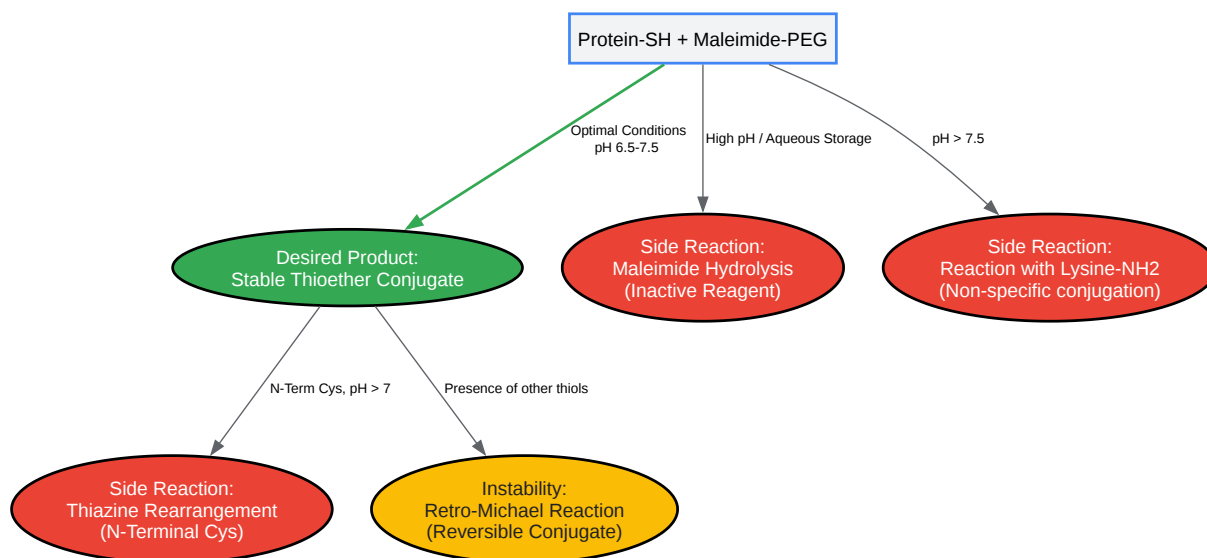 Protein-SH + Maleimide-PEG
Optimal Conditions
pH 6.5-7.5
High pH / Aqueous Storage
pH > 7.5
Desired Product:
Stable Thioether Conjugate
Side Reaction:
Maleimide Hydrolysis
(Inactive Reagent)
Side Reaction:
Reaction with Lysine-NH2
(Non-specific conjugation)
N-Term Cys, pH > 7
Presence of other thiols
Side Reaction:
Thiazine Rearrangement
(N-Terminal Cys)
Instability:
Retro-Michael Reaction
(Reversible Conjugate)